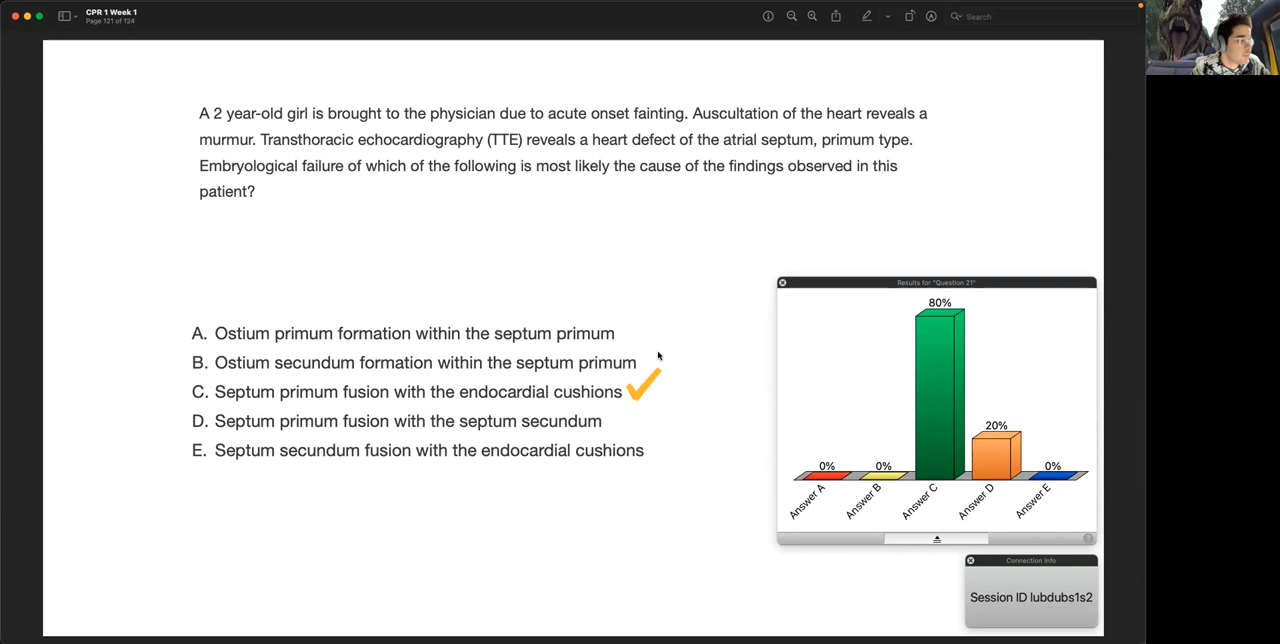 CPR 1 Week 1
Page 121 of 124
Search
A 2 year-old girl is brought to the physician due to acute onset fainting. Auscultation of the heart reveals a
murmur. Transthoracic echocardiography (TTE) reveals a heart defect of the atrial septum, primum type.
Embryological failure of which of the following is most likely the cause of the findings observed in this
patient?
A. Ostium primum formation within the septum primum
B. Ostium secundum formation within the septum primum
C. Septum primum fusion with the endocardial cushions
D. Septum primum fusion with the septum secundum
E. Septum secundum fusion with the endocardial cushions
Results for "Question 21"
80%
20%
0%
0%
0%
Answer A
Answer B
Answer C
Answer D
Answer E
Connection Info
Session ID lubdubs1s2